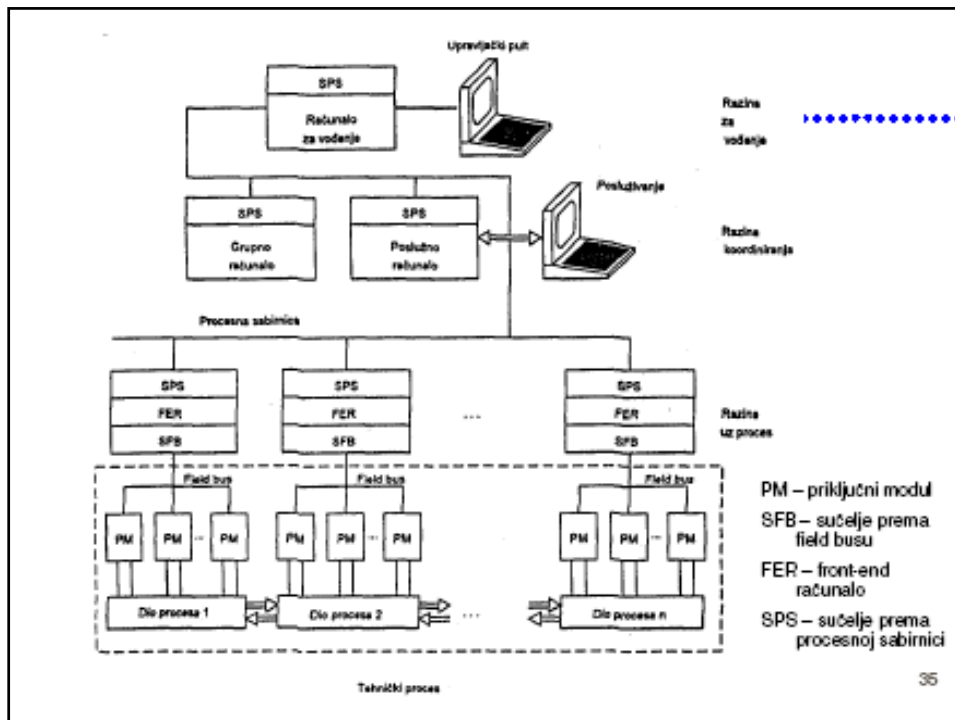 Upravljački pult
SPS
Računalo
za vođenje
Razina
za
vođenje
Posluživanje
SPS
Grupno
računalo
SPS
Poslužno
računalo
Razina
koordiniranja
Procesna sabirnica
SPS
FER
SFB
SPS
FER
SFB
...
SPS
FER
SFB
Razina
uz proces
Field bus
Field bus
Field bus
PM
PM
...
PM
PM
PM
...
PM
PM
PM
...
PM
Dio procesa 1
Dio procesa 2
...
Dio procesa n
Tehnički proces
PM – priključni modul
SFB – sučelje prema
field busu
FER – front-end
računalo
SPS – sučelje prema
procesnoj sabirnici
35